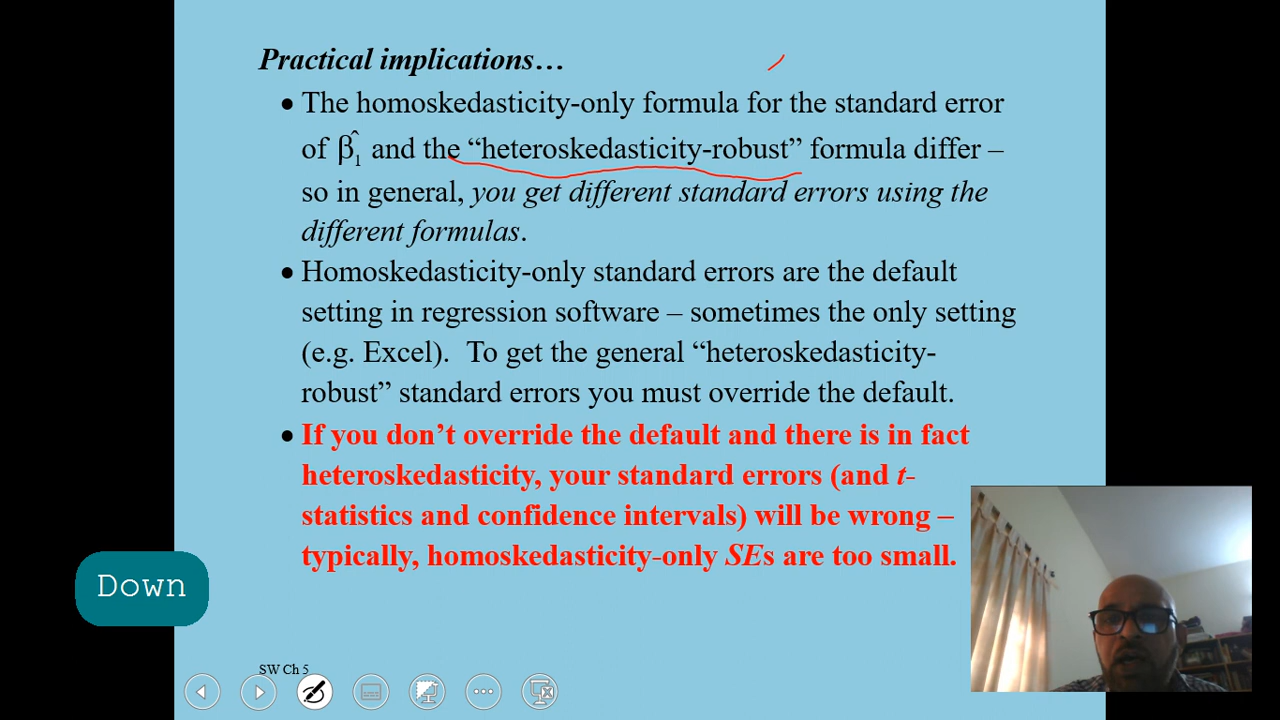 Practical implications…
• The homoskedasticity-only formula for the standard error
of β̂₁ and the “heteroskedasticity-robust” formula differ –
so in general, you get different standard errors using the
different formulas.
• Homoskedasticity-only standard errors are the default
setting in regression software – sometimes the only setting
(e.g. Excel). To get the general “heteroskedasticity-
robust” standard errors you must override the default.
• If you don’t override the default and there is in fact
heteroskedasticity, your standard errors (and t-
statistics and confidence intervals) will be wrong –
typically, homoskedasticity-only SEs are too small.
Down
SW Ch 5